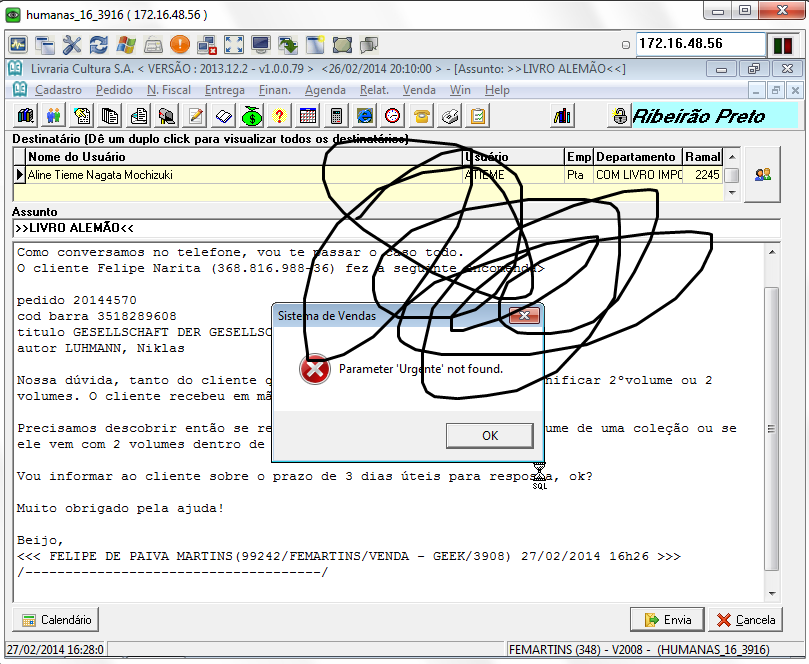 humanas_16_3916 ( 172.16.48.56 )
172.16.48.56
Livraria Cultura S.A. < VERSÃO : 2013.12.2 - v1.0.0.79 > <26/02/2014 20:10:00 > - [Assunto: >>LIVRO ALEMÃO<<]
Cadastro Pedido N. Fiscal Entrega Finan. Agenda Relat. Venda Win Help
Ribeirão Preto
Destinatário (Dê um duplo click para visualizar todos os destinatários)
Nome do Usuário Usuário Emp Departamento Ramal
Aline Tieme Nagata Mochizuki ATIEME Pta COM LIVRO IMPO 2245
Assunto
>>LIVRO ALEMÃO<<
Como conversamos no telefone, vou te passar o caso todo.
O cliente Felipe Narita (368.816.988-36) fez a seguinte encomenda>
pedido 20144570
cod barra 3518289608
titulo GESELLSCHAFT DER GESELLSC
autor LUHMANN, Niklas
Sistema de Vendas
Parameter 'Urgente' not found.
OK
Nossa dúvida, tanto do cliente nificar 2°volume ou 2
volumes. O cliente recebeu em mã
Precisamos descobrir então se re ume de uma coleção ou se
ele vem com 2 volumes dentro de
SQL
Vou informar ao cliente sobre o prazo de 3 dias úteis para resposta, ok?
Muito obrigado pela ajuda!
Beijo,
<<< FELIPE DE PAIVA MARTINS(99242/FEMARTINS/VENDA - GEEK/3908) 27/02/2014 16h26 >>>
/-------------------------------------/
Calendário Envia Cancela
27/02/2014 16:28:0 FEMARTINS (348) - V2008 - (HUMANAS_16_3916)